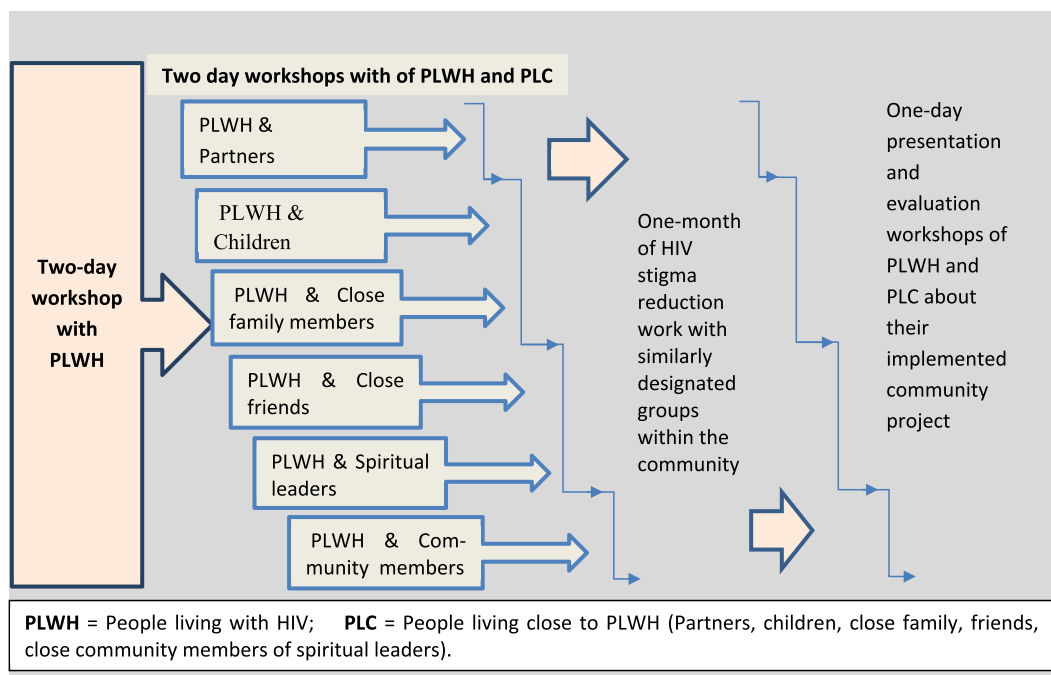 Two-day
workshop
with
PLWH
Two day workshops with of PLWH and PLC
PLWH &
Partners
PLWH &
Children
PLWH & Close
family members
PLWH & Close
friends
PLWH & Spiritual
leaders
PLWH & Com-
munity members
One-month
of HIV
stigma
reduction
work with
similarly
designated
groups
within the
community
One-day
presentation
and
evaluation
workshops of
PLWH and
PLC about
their
implemented
community
project
PLWH = People living with HIV; PLC = People living close to PLWH (Partners, children, close family, friends,
close community members of spiritual leaders).